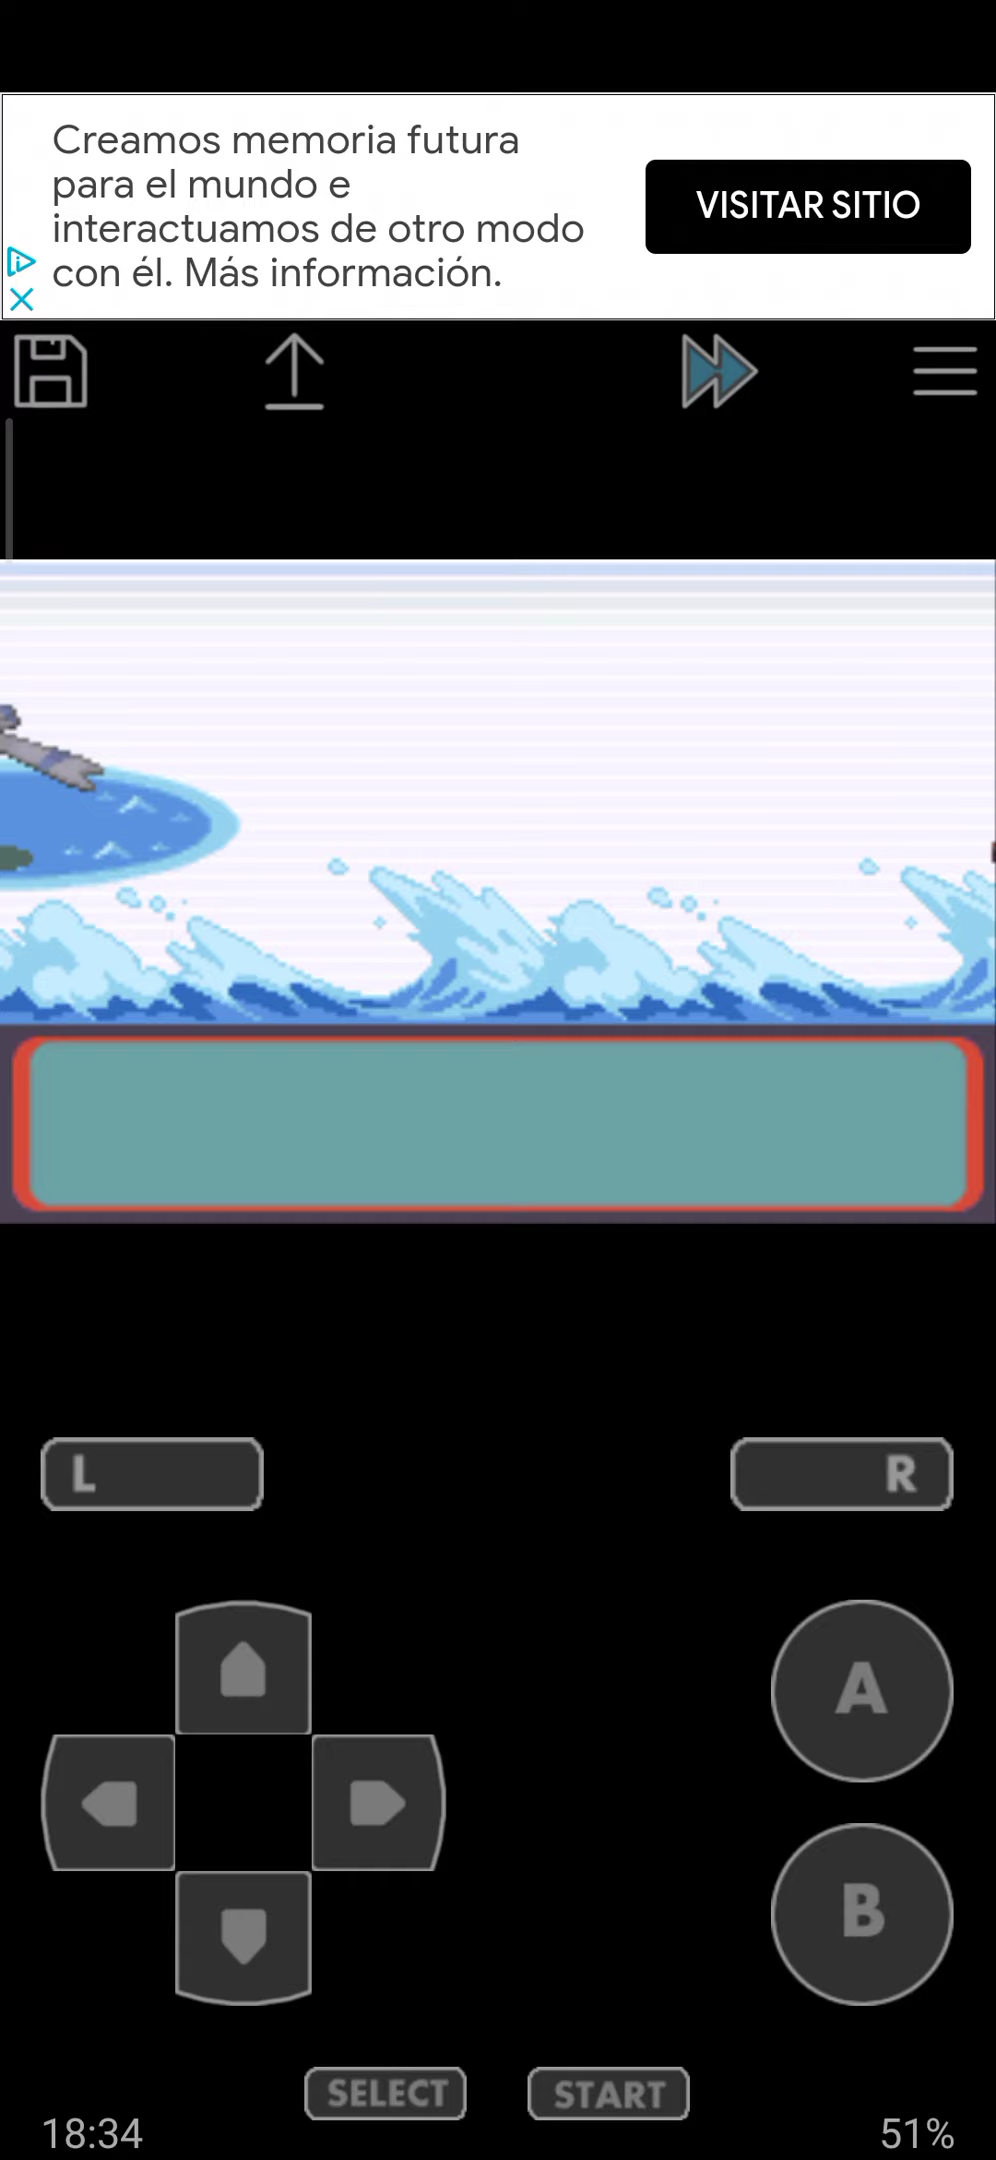 Creamos memoria futura
para el mundo e
interactuamos de otro modo
con él. Más información.
VISITAR SITIO
L
R
A
B
SELECT
START
18:34
51%